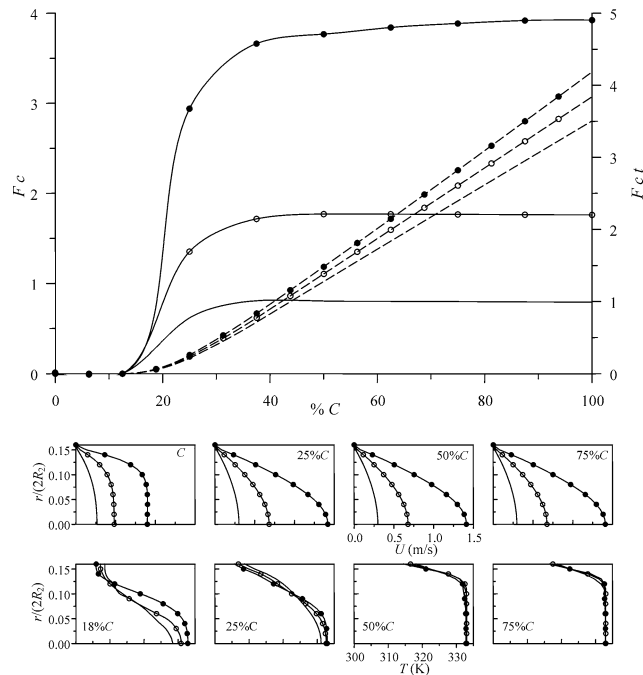 4
5
3
4
3
2
2
1
1
0
0
F c
F c t
0
20
40
60
80
100
% C
0.15
0.10
0.05
0.00
r/(2R2)
C
25%C
50%C
75%C
0.0
0.5
1.0
1.5
U (m/s)
0.15
0.10
0.05
0.00
r/(2R2)
18%C
25%C
50%C
75%C
300
310
320
330
T (K)